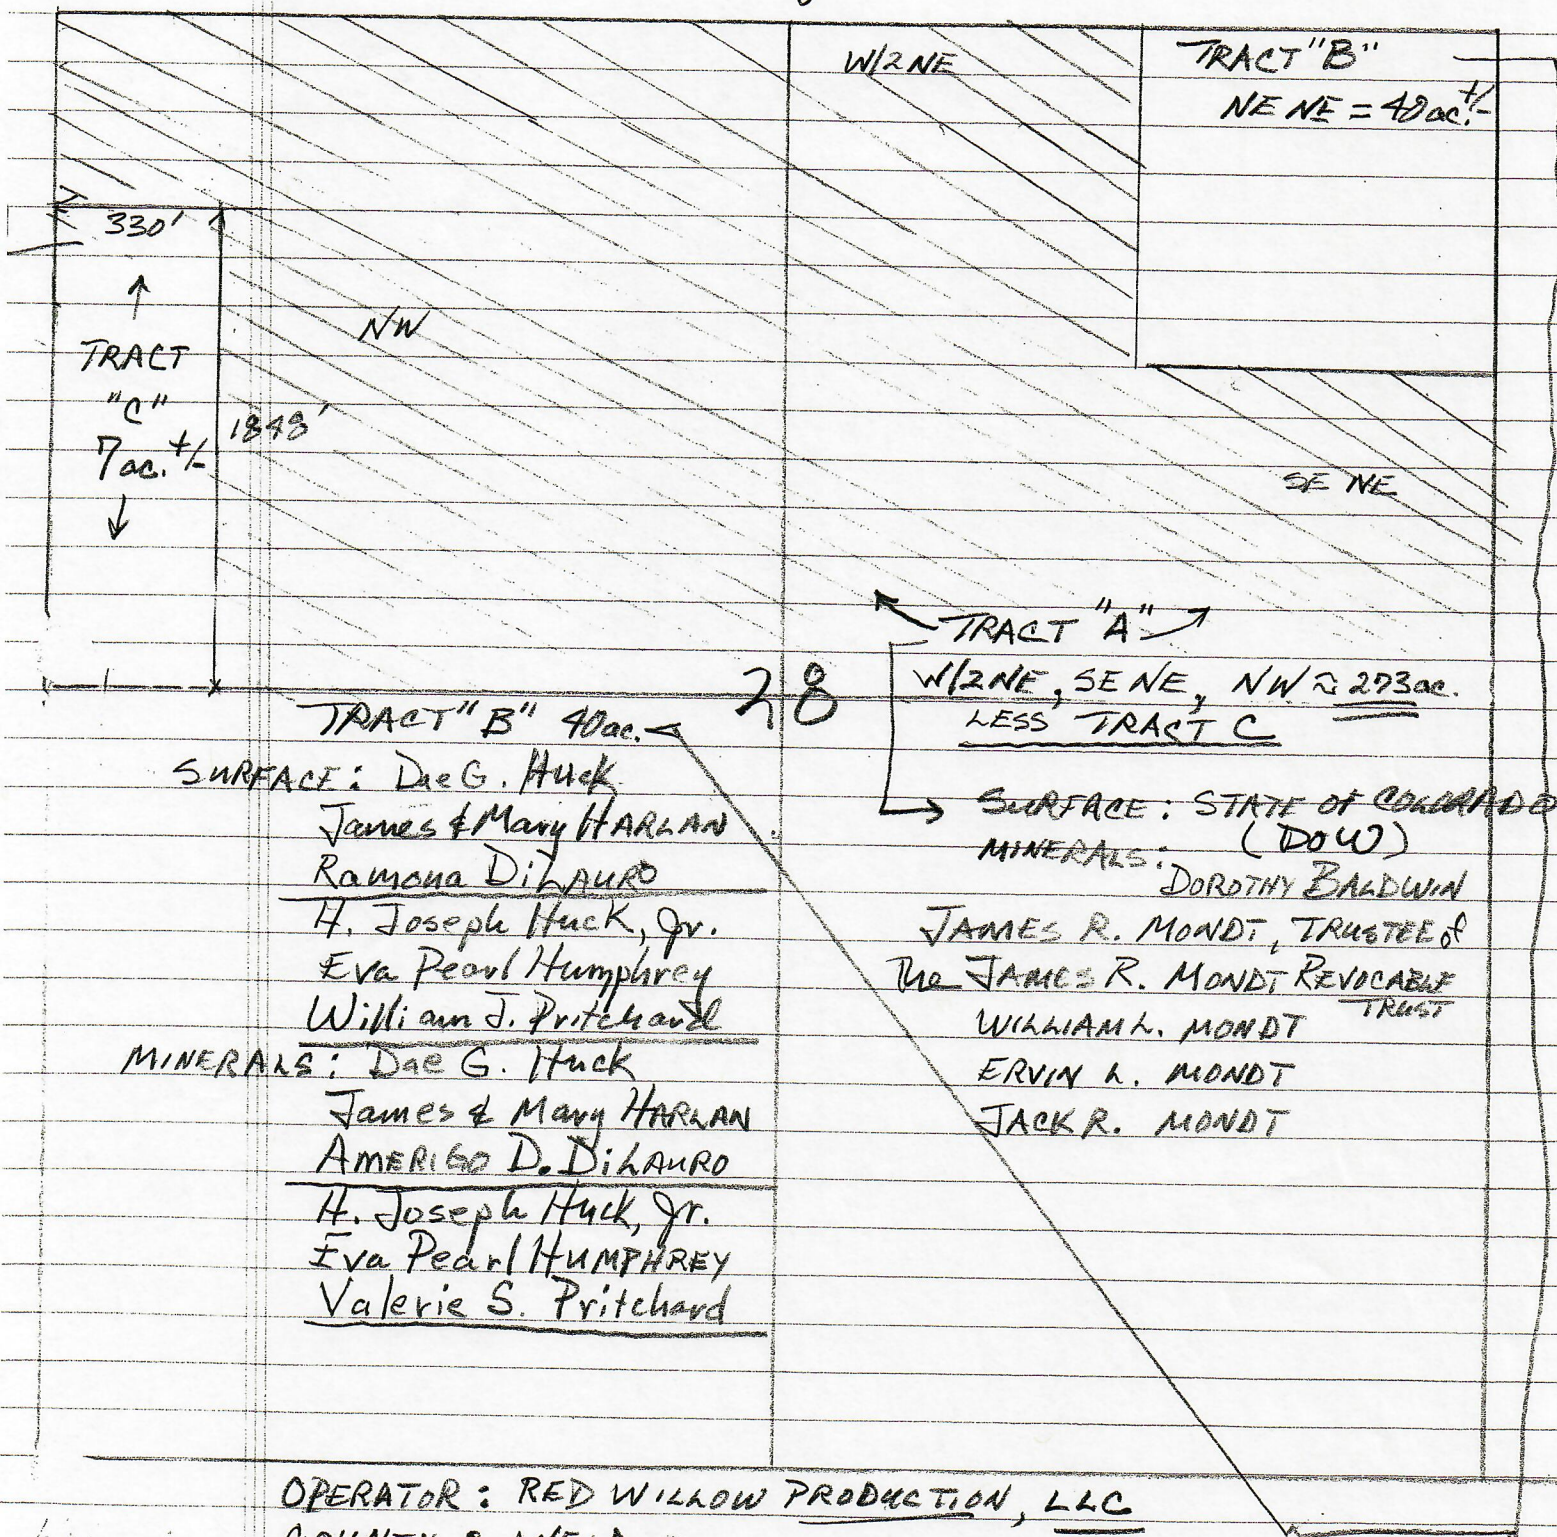 W/2NE
TRACT "B"
NE NE = 40ac.+/-
330'
NW
TRACT
"C"
7ac.+/-
1848'
SE NE
TRACT "A"
W/2NE, SENE, NW ≈ 273ac.
LESS TRACT C
28
TRACT "B" 40ac.
SURFACE: Dae G. Huck
James & Mary HARLAN
Ramona DiLAURO
H. Joseph Huck, Jr.
Eva Pearl Humphrey
William J. Pritchard
MINERALS: Dae G. Huck
James & Mary HARLAN
AMERIGO D. DiLAURO
H. Joseph Huck, Jr.
Eva Pearl HUMPHREY
Valerie S. Pritchard
SURFACE: STATE OF COLORADO
(DOW)
MINERALS:
DOROTHY BALDWIN
JAMES R. MONDT, TRUSTEE of
The JAMES R. MONDT REVOCABLE
TRUST
WILLIAM L. MONDT
ERVIN L. MONDT
JACK R. MONDT
OPERATOR: RED WILLOW PRODUCTION, LLC